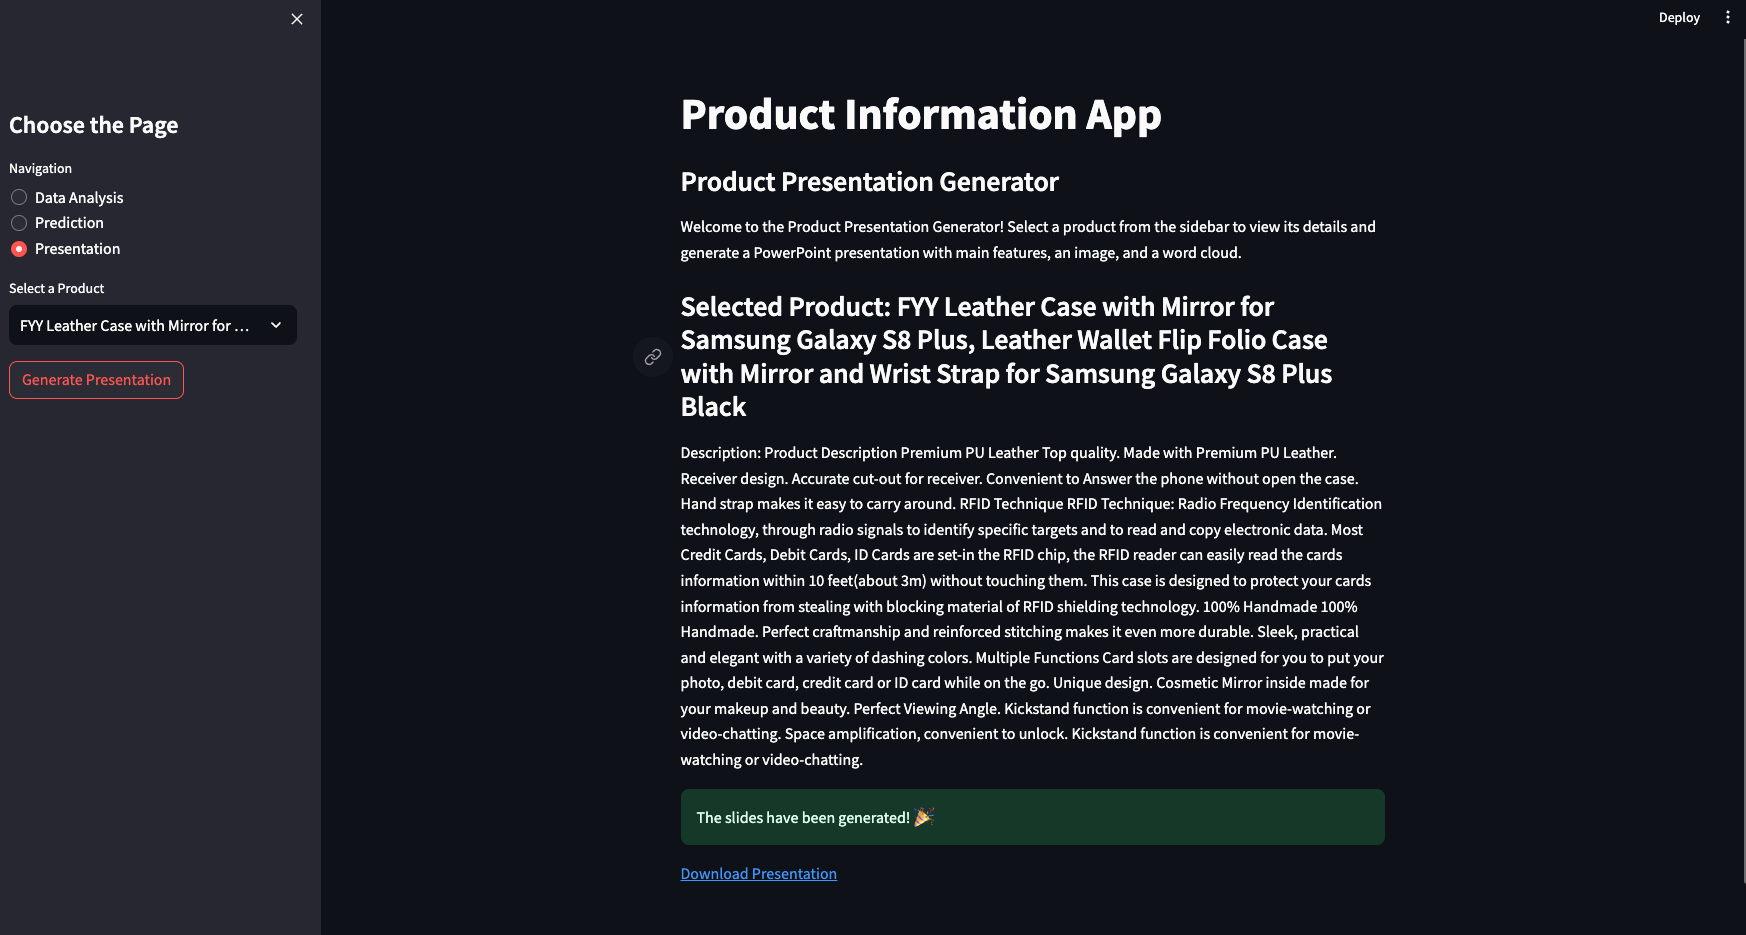 Deploy
Choose the Page
Navigation
Data Analysis
Prediction
Presentation
Select a Product
FYY Leather Case with Mirror for ...
Generate Presentation
Product Information App
Product Presentation Generator
Welcome to the Product Presentation Generator! Select a product from the sidebar to view its details and
generate a PowerPoint presentation with main features, an image, and a word cloud.
Selected Product: FYY Leather Case with Mirror for
Samsung Galaxy S8 Plus, Leather Wallet Flip Folio Case
with Mirror and Wrist Strap for Samsung Galaxy S8 Plus
Black
Description: Product Description Premium PU Leather Top quality. Made with Premium PU Leather.
Receiver design. Accurate cut-out for receiver. Convenient to Answer the phone without open the case.
Hand strap makes it easy to carry around. RFID Technique RFID Technique: Radio Frequency Identification
technology, through radio signals to identify specific targets and to read and copy electronic data. Most
Credit Cards, Debit Cards, ID Cards are set-in the RFID chip, the RFID reader can easily read the cards
information within 10 feet(about 3m) without touching them. This case is designed to protect your cards
information from stealing with blocking material of RFID shielding technology. 100% Handmade 100%
Handmade. Perfect craftmanship and reinforced stitching makes it even more durable. Sleek, practical
and elegant with a variety of dashing colors. Multiple Functions Card slots are designed for you to put your
photo, debit card, credit card or ID card while on the go. Unique design. Cosmetic Mirror inside made for
your makeup and beauty. Perfect Viewing Angle. Kickstand function is convenient for movie-watching or
video-chatting. Space amplification, convenient to unlock. Kickstand function is convenient for movie-
watching or video-chatting.
The slides have been generated! 🎉
Download Presentation